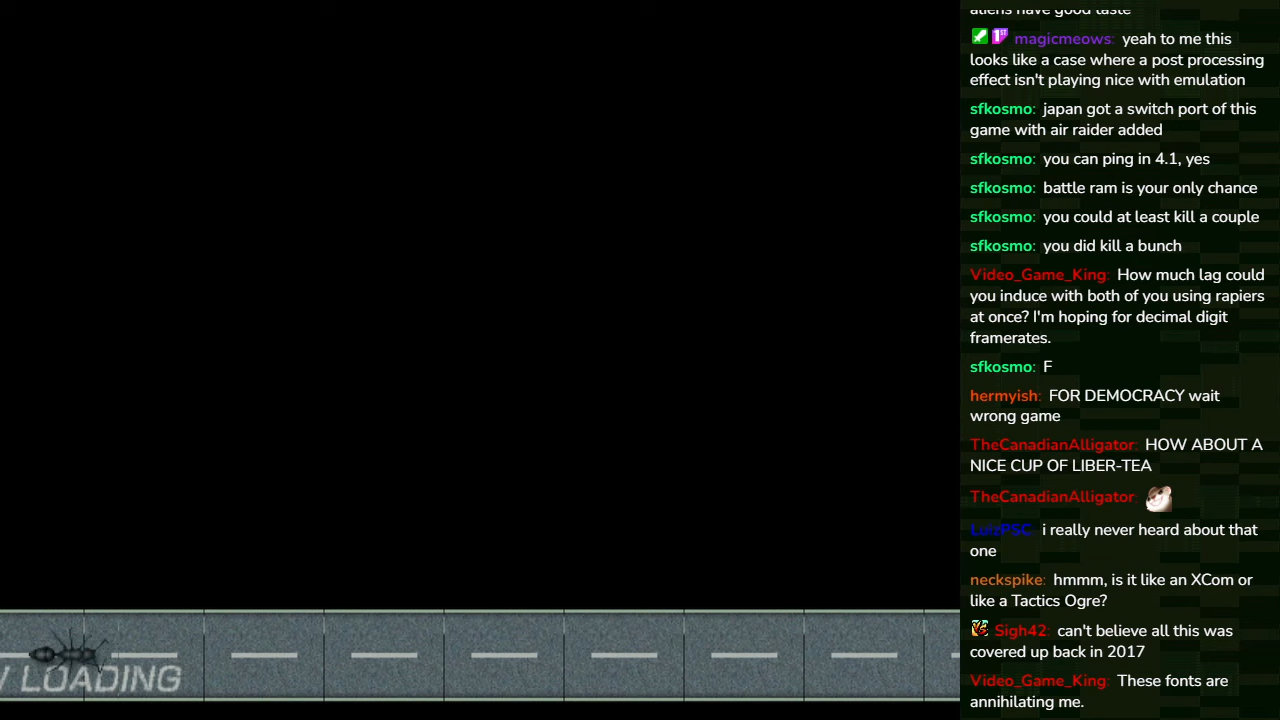 aliens have good taste
magicmeows: yeah to me this
looks like a case where a post processing
effect isn't playing nice with emulation
sfkosmo: japan got a switch port of this
game with air raider added
sfkosmo: you can ping in 4.1, yes
sfkosmo: battle ram is your only chance
sfkosmo: you could at least kill a couple
sfkosmo: you did kill a bunch
Video_Game_King: How much lag could
you induce with both of you using rapiers
at once? I'm hoping for decimal digit
framerates.
sfkosmo: F
hermyish: FOR DEMOCRACY wait
wrong game
TheCanadianAlligator: HOW ABOUT A
NICE CUP OF LIBER-TEA
TheCanadianAlligator:
LuizPSC: i really never heard about that
one
neckspike: hmmm, is it like an XCom or
like a Tactics Ogre?
Sigh42: can't believe all this was
covered up back in 2017
Video_Game_King: These fonts are
annihilating me.
LOADING